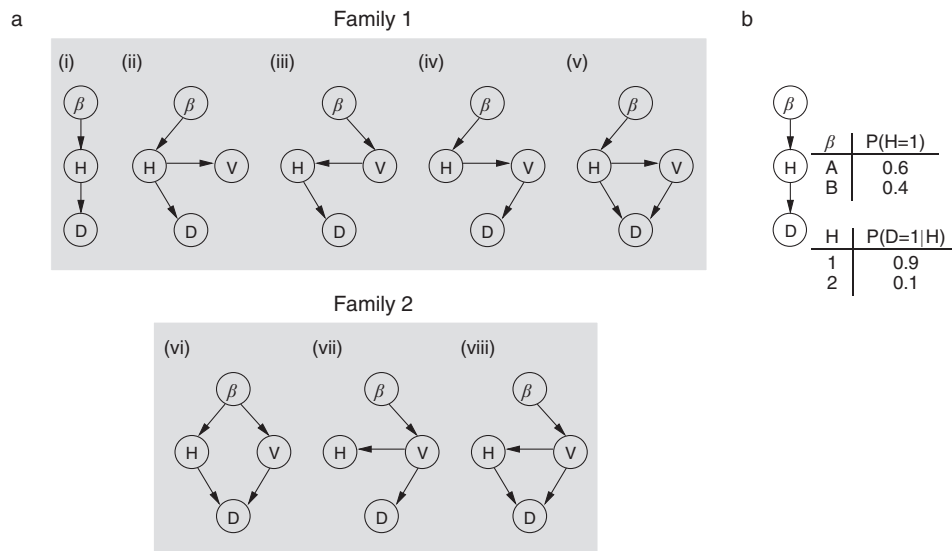 a
Family 1
b
(i)
(ii)
(iii)
(iv)
(v)
β
H
D
β
H
V
D
β
H
V
D
β
H
V
D
β
H
V
D
Family 2
(vi)
(vii)
(viii)
β
H
V
D
β
H
V
D
β
H
V
D
β
H
D
β P(H=1)
A 0.6
B 0.4
H P(D=1|H)
1 0.9
2 0.1